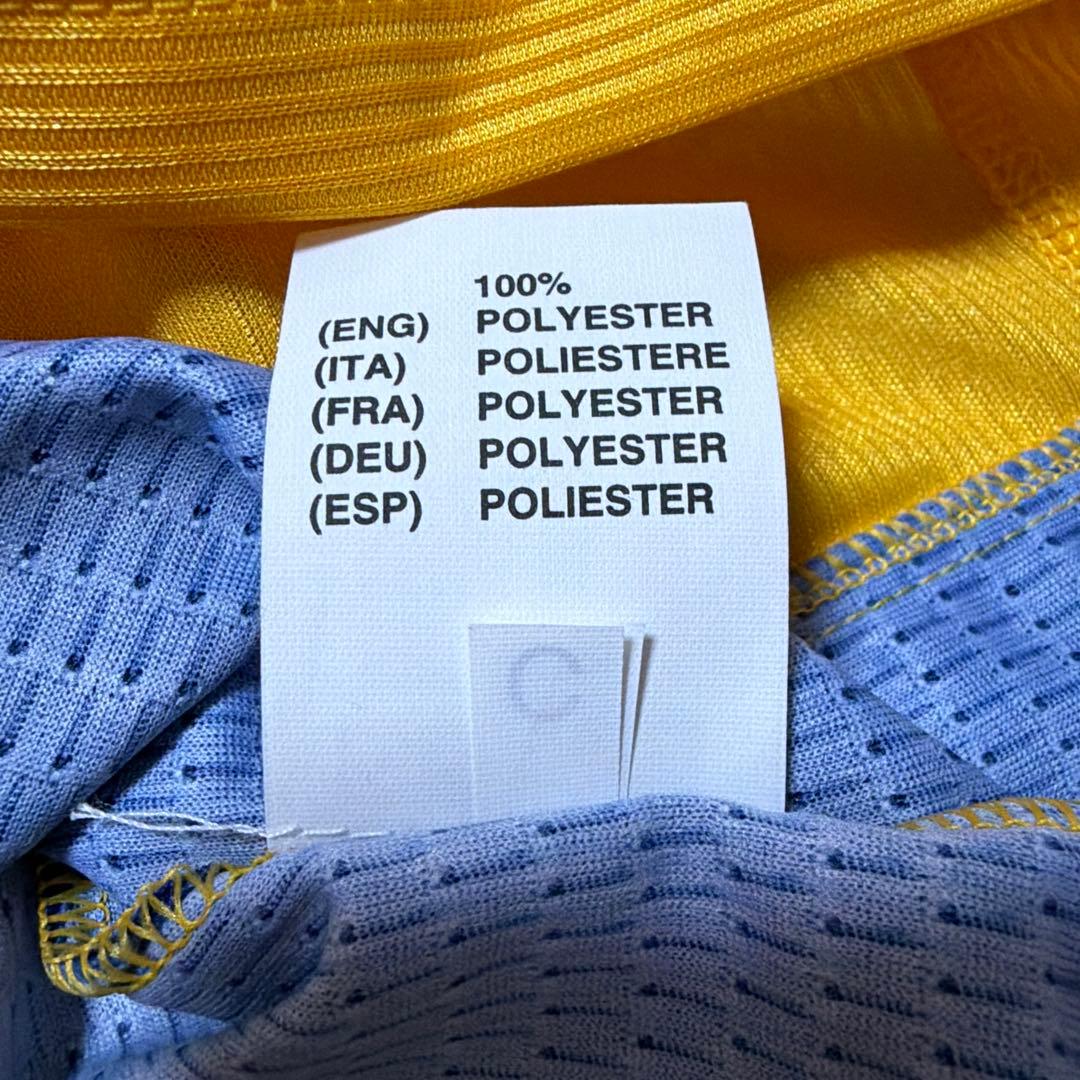 100%
(ENG) POLYESTER
(ITA) POLIESTERE
(FRA) POLYESTER
(DEU) POLYESTER
(ESP) POLIESTER
C